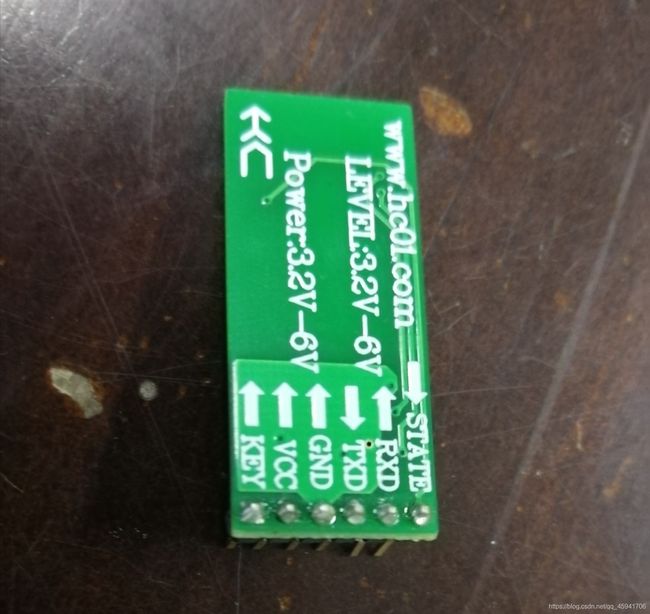 www.hc01.com
LEVEL:3.2V-6V
Power:3.2V-6V
HC
STATE
RXD
TXD
GND
VCC
KEY
https://blog.csdn.net/qq_45941706